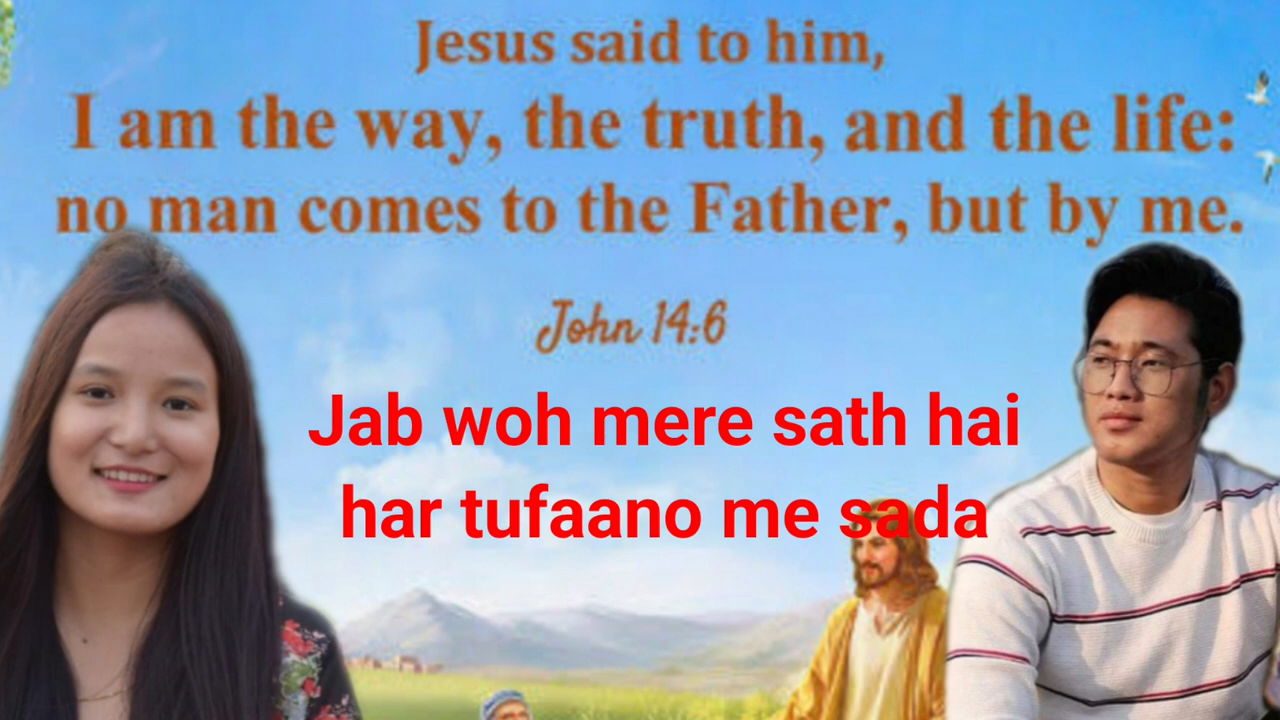 Jesus said to him,
I am the way, the truth, and the life:
no man comes to the Father, but by me.
John 14:6
Jab woh mere sath hai
har tufaano me sada